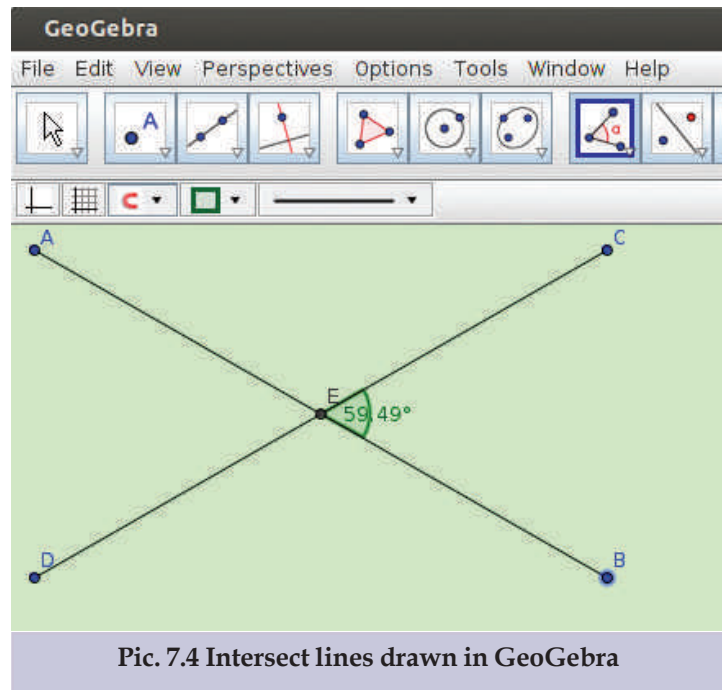 GeoGebra
File Edit View Perspectives Options Tools Window Help
A
α
A
C
E
59.49°
D
B
Pic. 7.4 Intersect lines drawn in GeoGebra